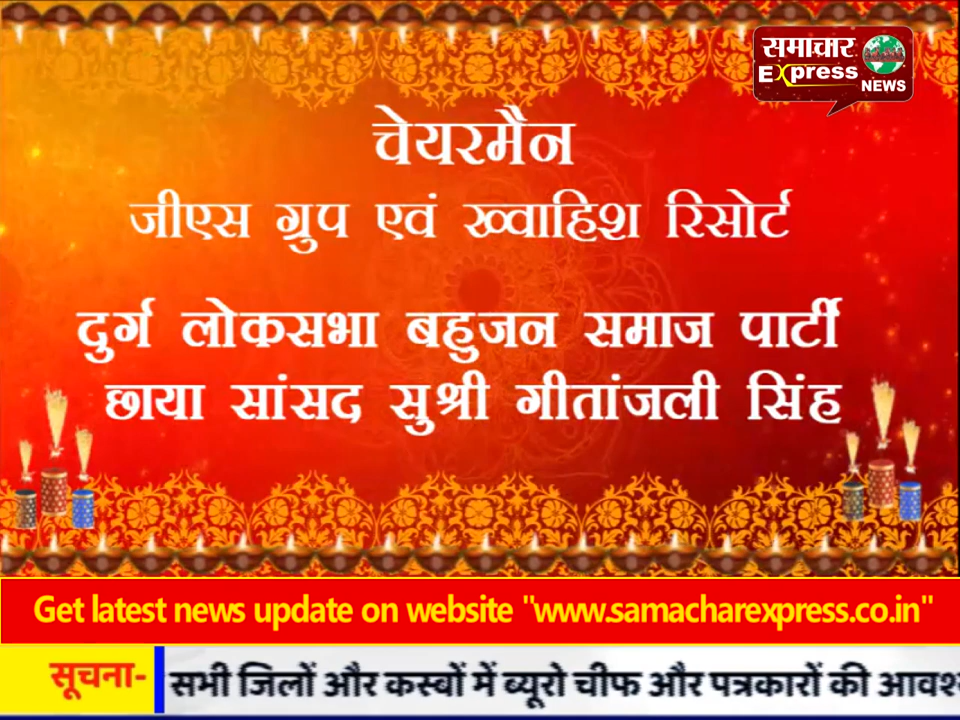 समाचार
Express
NEWS
चेयरमैन
जीएस ग्रुप एवं ख्वाहिश रिसोर्ट
दुर्ग लोकसभा बहुजन समाज पार्टी
छाया सांसद सुश्री गीतांजली सिंह
Get latest news update on website "www.samacharexpress.co.in"
सूचना- सभी जिलों और कस्बों में ब्यूरो चीफ और पत्रकारों की